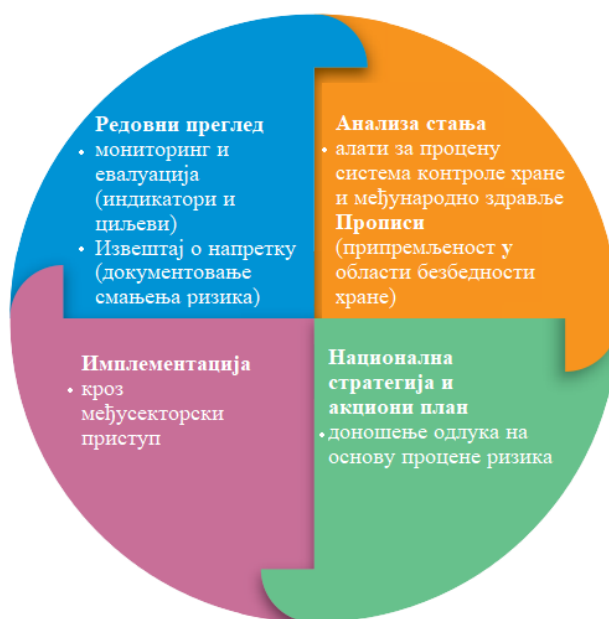 Редовни преглед
• мониторинг и
евалуација
(индикатори и
циљеви)
• Извештај о напретку
(документовање
смањења ризика)
Анализа стања
• алати за процену
система контроле хране
и међународно здравље
Прописи
(припремљеност у
области безбедности
хране)
Имплементација
• кроз
међусекторски
приступ
Национална
стратегија и
акциони план
• доношење одлука на
основу процене ризика